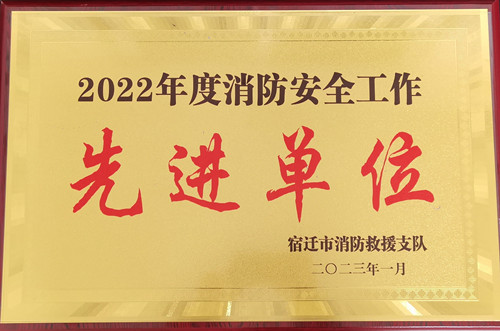 2022年度消防安全工作
先进单位
宿迁市消防救援支队
二〇二三年一月